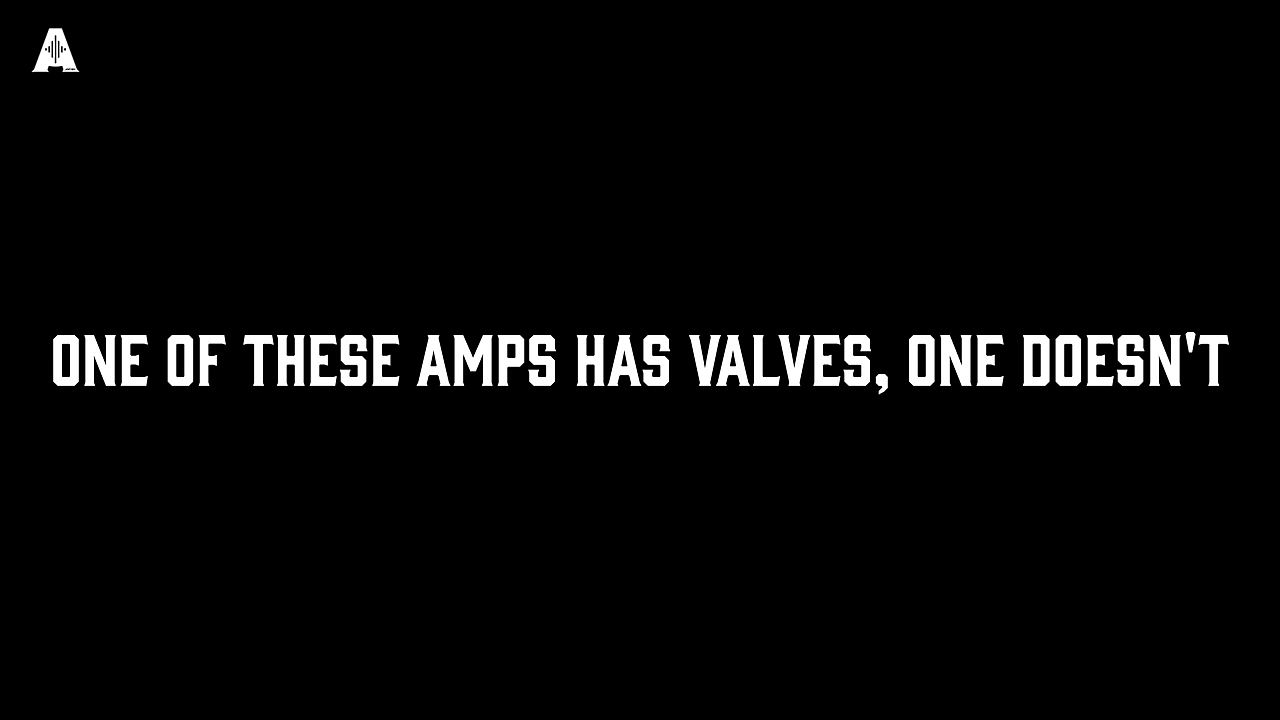 ONE OF THESE AMPS HAS VALVES, ONE DOESN'T